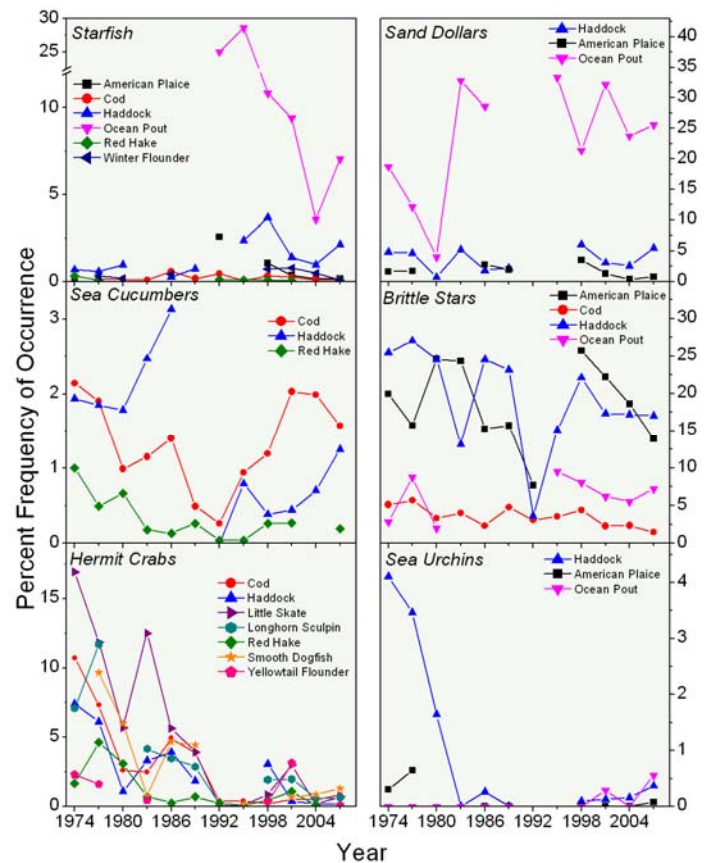 Percent Frequency of Occurrence
Starfish
30
25
10
5
0
American Plaice
Cod
Haddock
Ocean Pout
Red Hake
Winter Flounder
Sand Dollars
Haddock
American Plaice
Ocean Pout
40
35
30
25
20
15
10
5
0
Sea Cucumbers
3
2
1
0
Cod
Haddock
Red Hake
Brittle Stars
American Plaice
Cod
Haddock
Ocean Pout
30
25
20
15
10
5
0
Hermit Crabs
15
10
5
0
Cod
Haddock
Little Skate
Longhorn Sculpin
Red Hake
Smooth Dogfish
Yellowtail Flounder
Sea Urchins
Haddock
American Plaice
Ocean Pout
4
3
2
1
0
1974 1980 1986 1992 1998 2004
1974 1980 1986 1992 1998 2004
Year